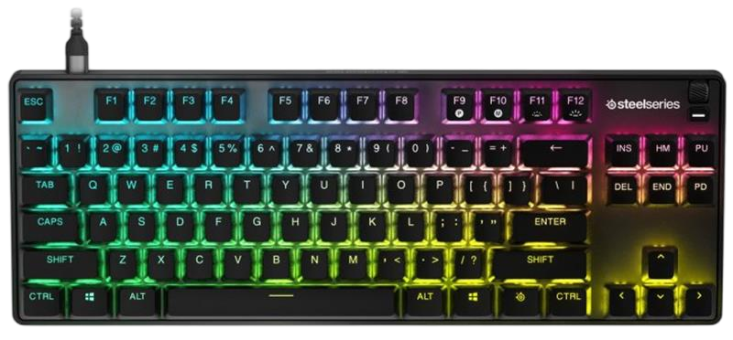 ESC F1 F2 F3 F4 F5 F6 F7 F8 F9 F10 F11 F12 steelseries
P M
` ~ 1 ! 2 @ 3 # 4 $ 5 % 6 ^ 7 & 8 * 9 ( 0 ) - _ = + ← INS HM PU
TAB Q W E R T Y U I O P [ { ] } \ | DEL END PD
CAPS A S D F G H J K L ; : ' " ENTER
SHIFT Z X C V B N M , < . > / ? SHIFT ^
CTRL ALT ALT CTRL < ⌄ >